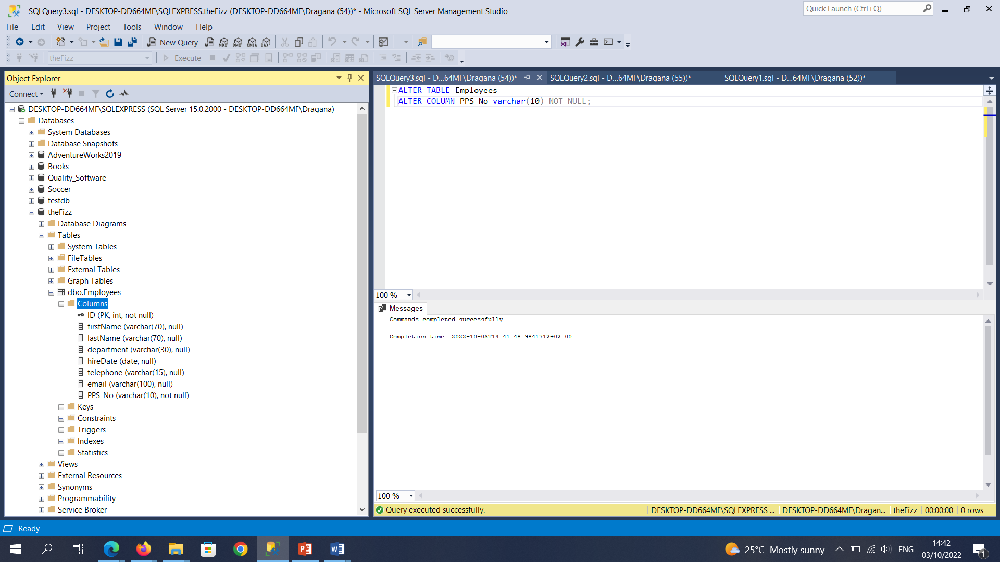 SQLQuery3.sql - DESKTOP-DD664MF\SQLEXPRESS.theFizz (DESKTOP-DD664MF\Dragana (54))* - Microsoft SQL Server Management Studio
Quick Launch (Ctrl+Q)
File Edit View Project Tools Window Help
New Query MDX DMX XMLA DAX
theFizz Execute
Object Explorer
Connect
DESKTOP-DD664MF\SQLEXPRESS (SQL Server 15.0.2000 - DESKTOP-DD664MF\Dragana)
Databases
System Databases
Database Snapshots
AdventureWorks2019
Books
Quality_Software
Soccer
testdb
theFizz
Database Diagrams
Tables
System Tables
FileTables
External Tables
Graph Tables
dbo.Employees
Columns
ID (PK, int, not null)
firstName (varchar(70), null)
lastName (varchar(70), null)
department (varchar(30), null)
hireDate (date, null)
telephone (varchar(15), null)
email (varchar(100), null)
PPS_No (varchar(10), not null)
Keys
Constraints
Triggers
Indexes
Statistics
Views
External Resources
Synonyms
Programmability
Service Broker
SQLQuery3.sql - D...64MF\Dragana (54))* SQLQuery2.sql - D...64MF\Dragana (55))* SQLQuery1.sql - D...64MF\Dragana (52))*
ALTER TABLE Employees
ALTER COLUMN PPS_No varchar(10) NOT NULL;
100 %
Messages
Commands completed successfully.
Completion time: 2022-10-03T14:41:48.9841712+02:00
100 %
Query executed successfully. DESKTOP-DD664MF\SQLEXPRESS ... DESKTOP-DD664MF\Dragan... theFizz 00:00:00 0 rows
Ready
25°C Mostly sunny ENG 14:42
03/10/2022
1